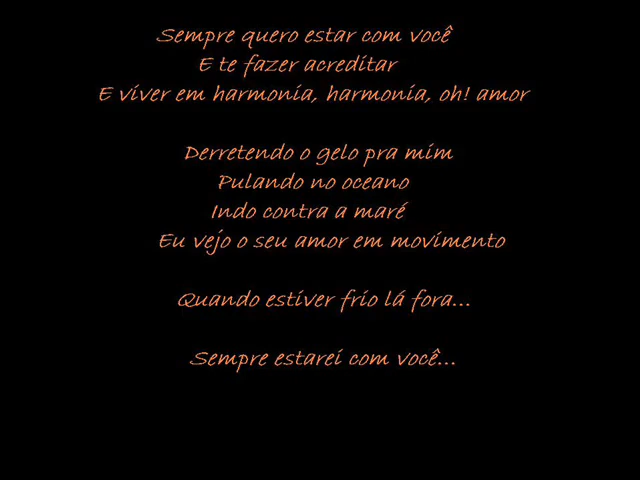 Sempre quero estar com você
E te fazer acreditar
E viver em harmonia, harmonia, oh! amor
Derretendo o gelo pra mim
Pulando no oceano
Indo contra a maré
Eu vejo o seu amor em movimento
Quando estiver frio lá fora...
Sempre estarei com você...